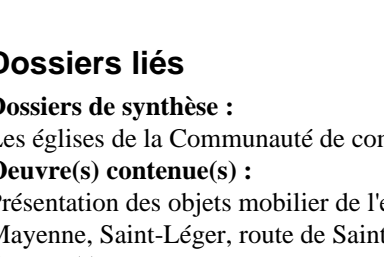 Dossiers liés
Dossiers de synthèse :
Les églises de la Communauté de
Oeuvre(s) contenue(s) :
Présentation des objets mobilier de
Mayenne, Saint-Léger, route de Saint